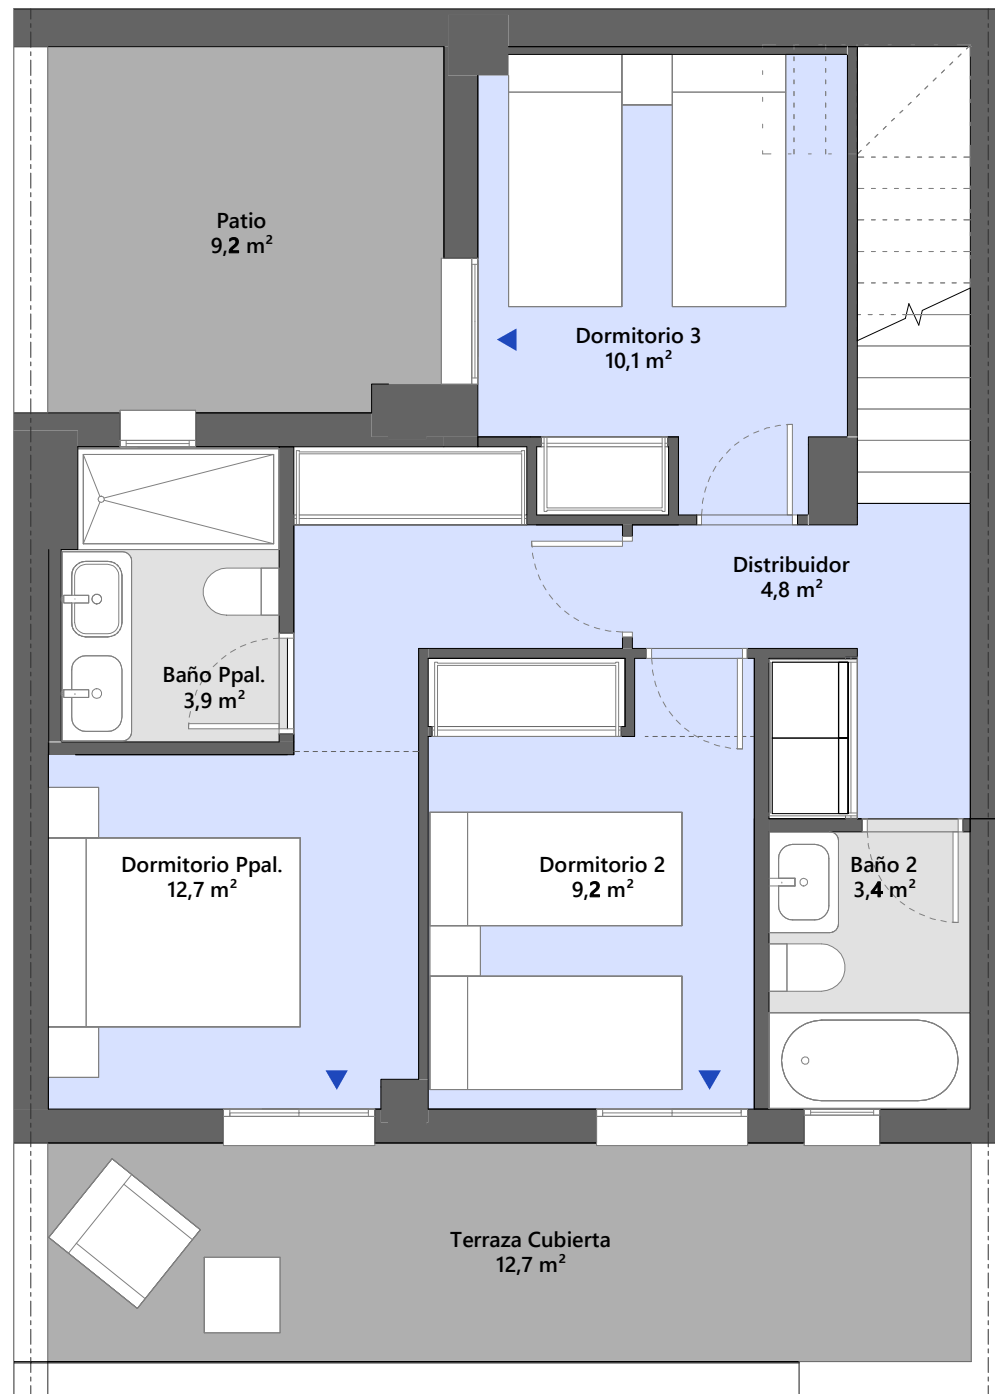 Patio
9,2 m²
Dormitorio 3
10,1 m²
Distribuidor
4,8 m²
Baño Ppal.
3,9 m²
Dormitorio Ppal.
12,7 m²
Dormitorio 2
9,2 m²
Baño 2
3,4 m²
Terraza Cubierta
12,7 m²